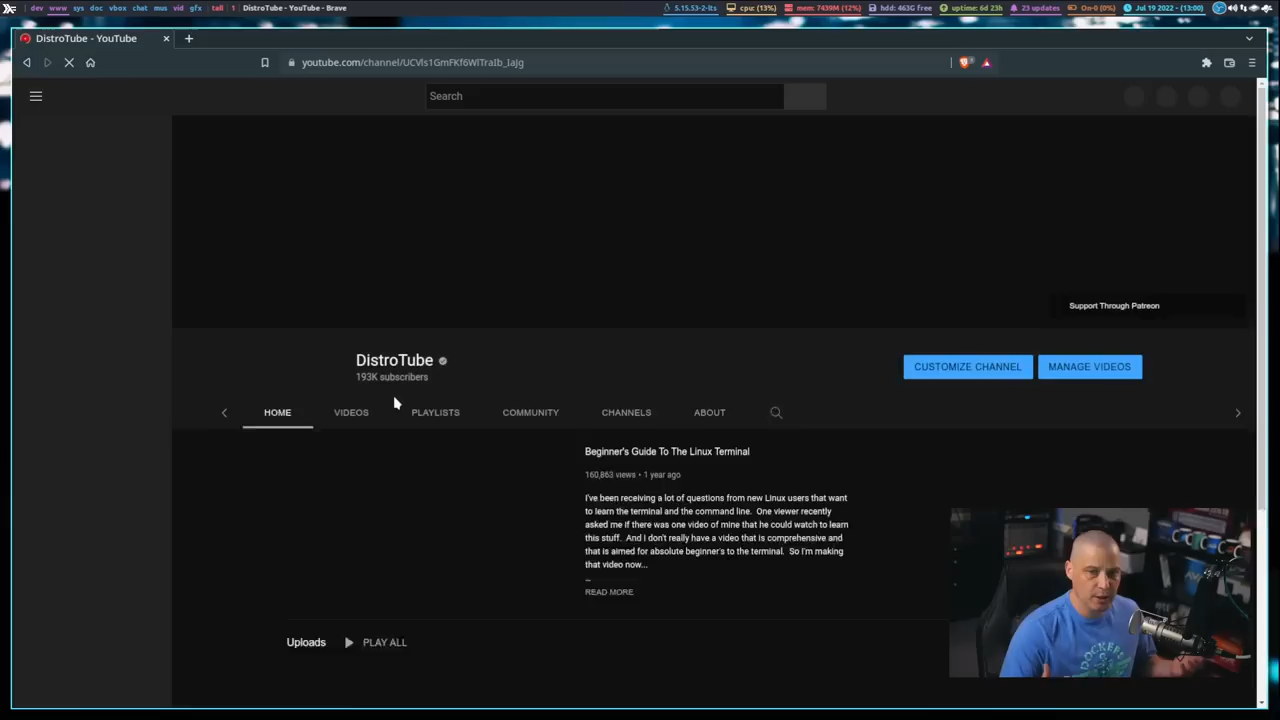 dev www sys doc vbox chat mus vid gfx tall 1 DistroTube - YouTube - Brave 5.15.53-2-lts cpu: (13%) mem: 7439M (12%) hdd: 463G free uptime: 6d 23h 23 updates On-0 (0%) Jul 19 2022 - (13:00)
DistroTube - YouTube
youtube.com/channel/UCVls1GmFKf6WlTraIb_IaJg
Search
Support Through Patreon
DistroTube
193K subscribers
CUSTOMIZE CHANNEL MANAGE VIDEOS
HOME VIDEOS PLAYLISTS COMMUNITY CHANNELS ABOUT
Beginner's Guide To The Linux Terminal
160,863 views • 1 year ago
I've been receiving a lot of questions from new Linux users that want
to learn the terminal and the command line. One viewer recently
asked me if there was one video of mine that he could watch to learn
this stuff. And I don't really have a video that is comprehensive and
that is aimed for absolute beginner's to the terminal. So I'm making
that video now...
READ MORE
Uploads PLAY ALL
DOCKERS